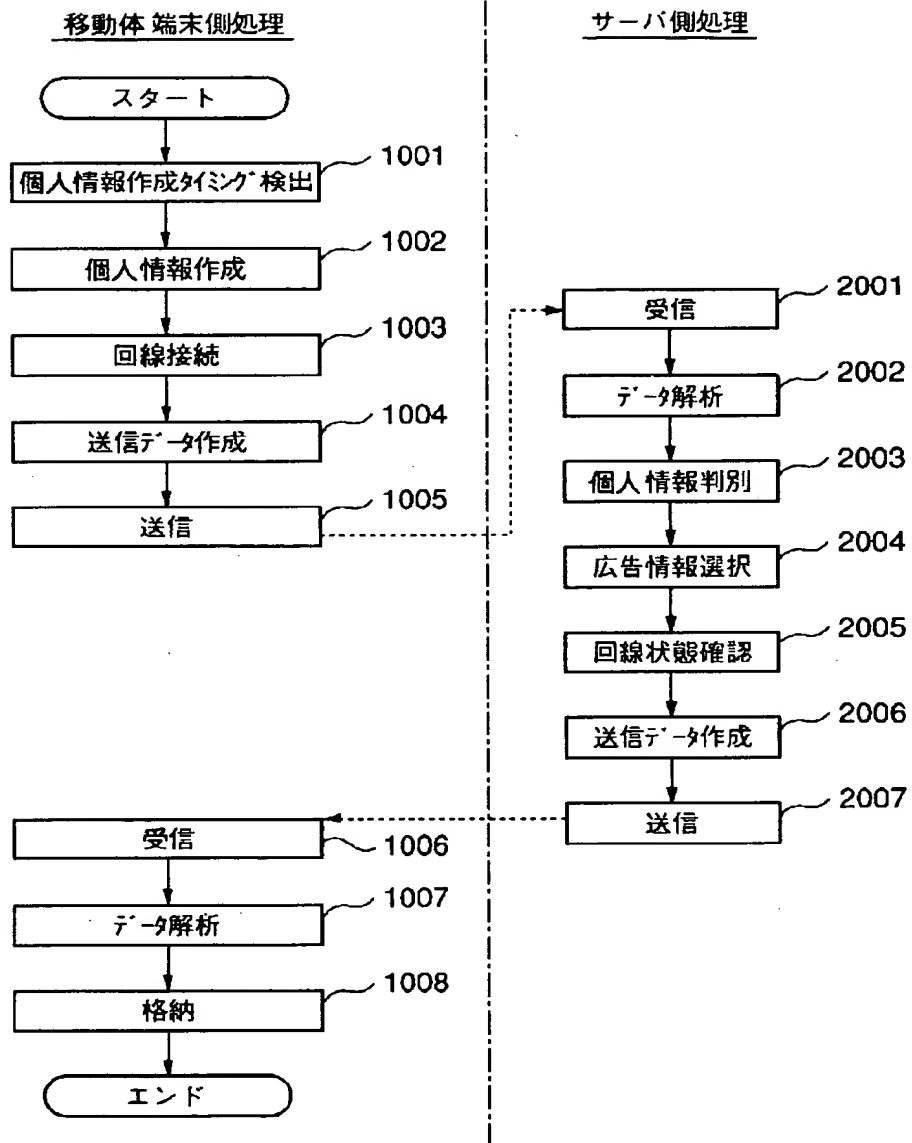 移動体 端末側処理
スタート
1001
個人情報作成タイミング検出
1002
個人情報作成
1003
回線接続
1004
送信データ作成
1005
送信
1006
受信
1007
データ解析
1008
格納
エンド
サーバ側処理
2001
受信
2002
データ解析
2003
個人情報判別
2004
広告情報選択
2005
回線状態確認
2006
送信データ作成
2007
送信